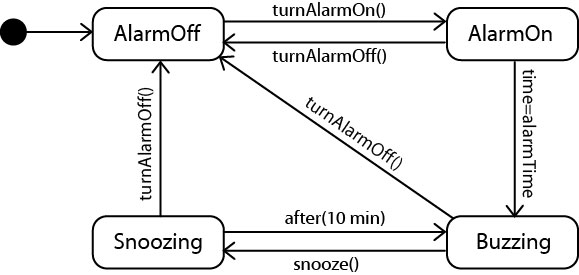 turnAlarmOn()
AlarmOff
AlarmOn
turnAlarmOff()
time=alarmTime
turnAlarmOff()
turnAlarmOff()
after(10 min)
Snoozing
Buzzing
snooze()